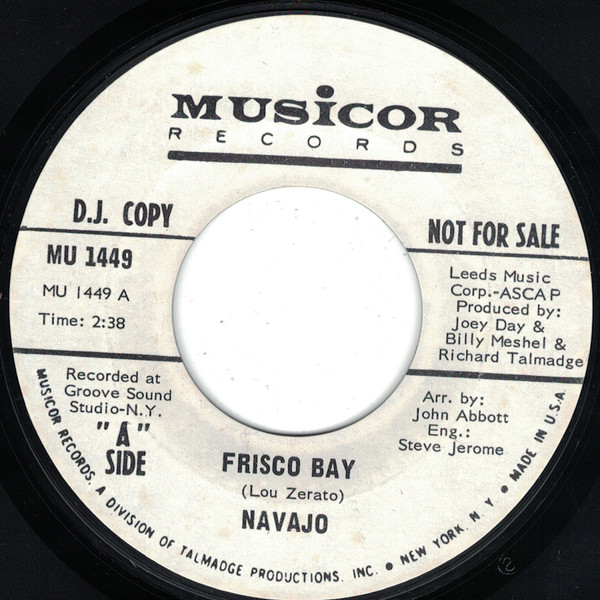 MUSICOR
RECORDS
D.J. COPY
NOT FOR SALE
MU 1449
MU 1449 A
Time: 2:38
Leeds Music
Corp.-ASCAP
Produced by:
Joey Day &
Billy Meshel &
Richard Talmadge
Recorded at
Groove Sound
Studio-N.Y.
"A"
SIDE
Arr. by:
John Abbott
Eng.:
Steve Jerome
FRISCO BAY
(Lou Zerato)
NAVAJO
MUSICOR RECORDS, A DIVISION OF TALMADGE PRODUCTIONS, INC. • NEW YORK, N.Y. • MADE IN U.S.A.